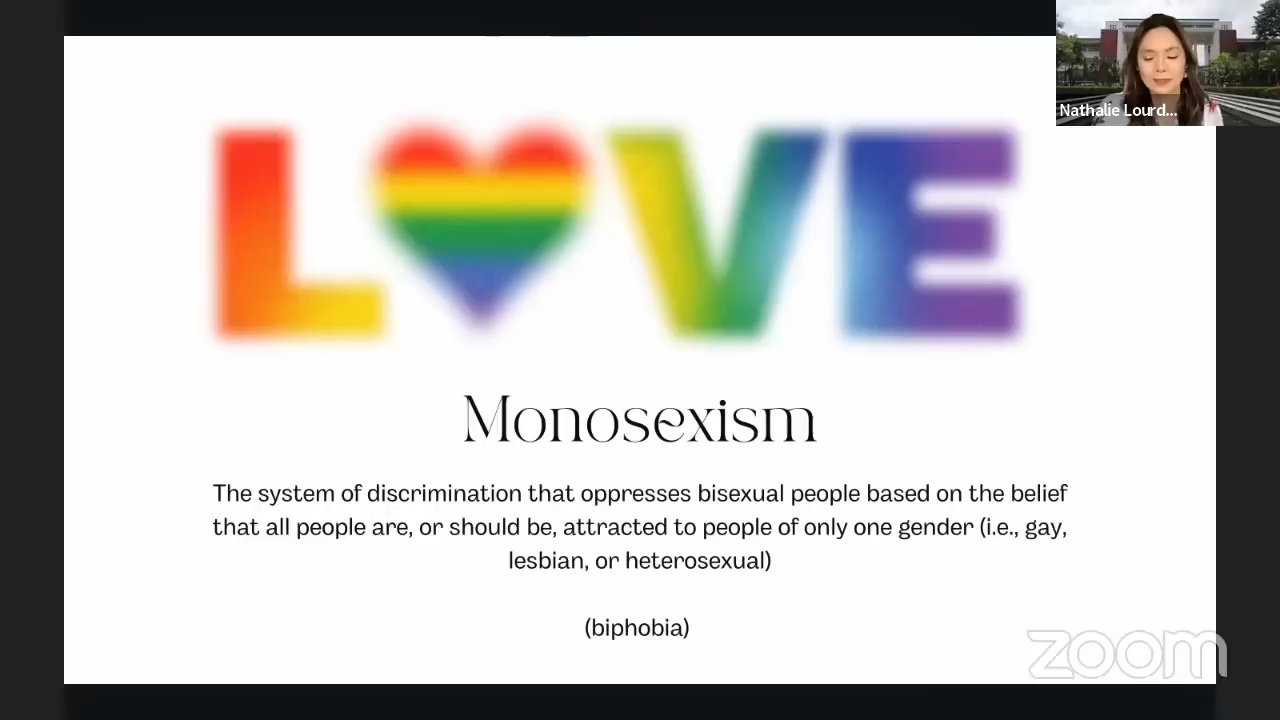 Nathalie Lourd...
LOVE
Monosexism
The system of discrimination that oppresses bisexual people based on the belief
that all people are, or should be, attracted to people of only one gender (i.e., gay,
lesbian, or heterosexual)
(biphobia)
zoom